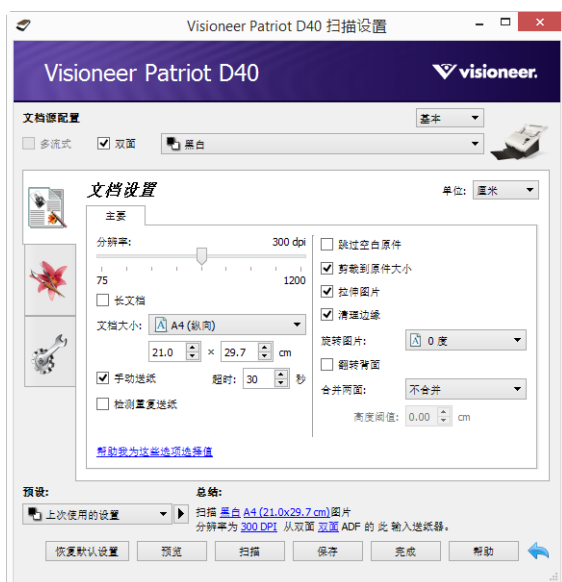 Visioneer Patriot D40 扫描设置
Visioneer Patriot D40
visioneer.
文档源配置
基本
多流式
双面
黑白
文档设置
单位: 厘米
主要
分辨率: 300 dpi
75 1200
长文档
文档大小: A4 (纵向)
21.0 × 29.7 cm
手动送纸 超时: 30 秒
检测重复送纸
帮助我为这些选项选择值
跳过空白原件
剪裁到原件大小
拉伸图片
清理边缘
旋转图片: 0 度
翻转背面
合并两面: 不合并
高度阈值: 0.00 cm
预设:
上次使用的设置
总结:
扫描 黑白 A4 (21.0x29.7 cm)图片
分辨率为 300 DPI 从双面 双面 ADF 的 此 输入送纸器。
恢复默认设置 预览 扫描 保存 完成 帮助